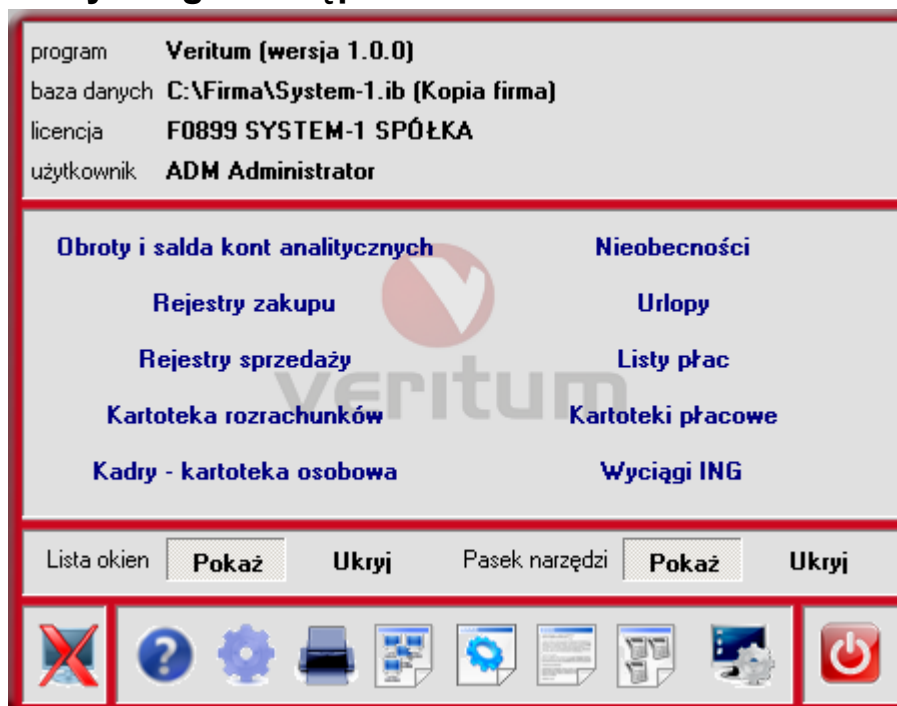 program Veritum (wersja 1.0.0)
baza danych C:\Firma\System-1.ib (Kopia firma)
licencja F0899 SYSTEM-1 SPÓŁKA
użytkownik ADM Administrator
Obroty i salda kont analitycznych Nieobecności
Rejestry zakupu Urlopy
Rejestry sprzedaży Listy płac
veritum
Kartoteka rozrachunków Kartoteki płacowe
Kadry - kartoteka osobowa Wyciągi ING
Lista okien Pokaż Ukryj Pasek narzędzi Pokaż Ukryj